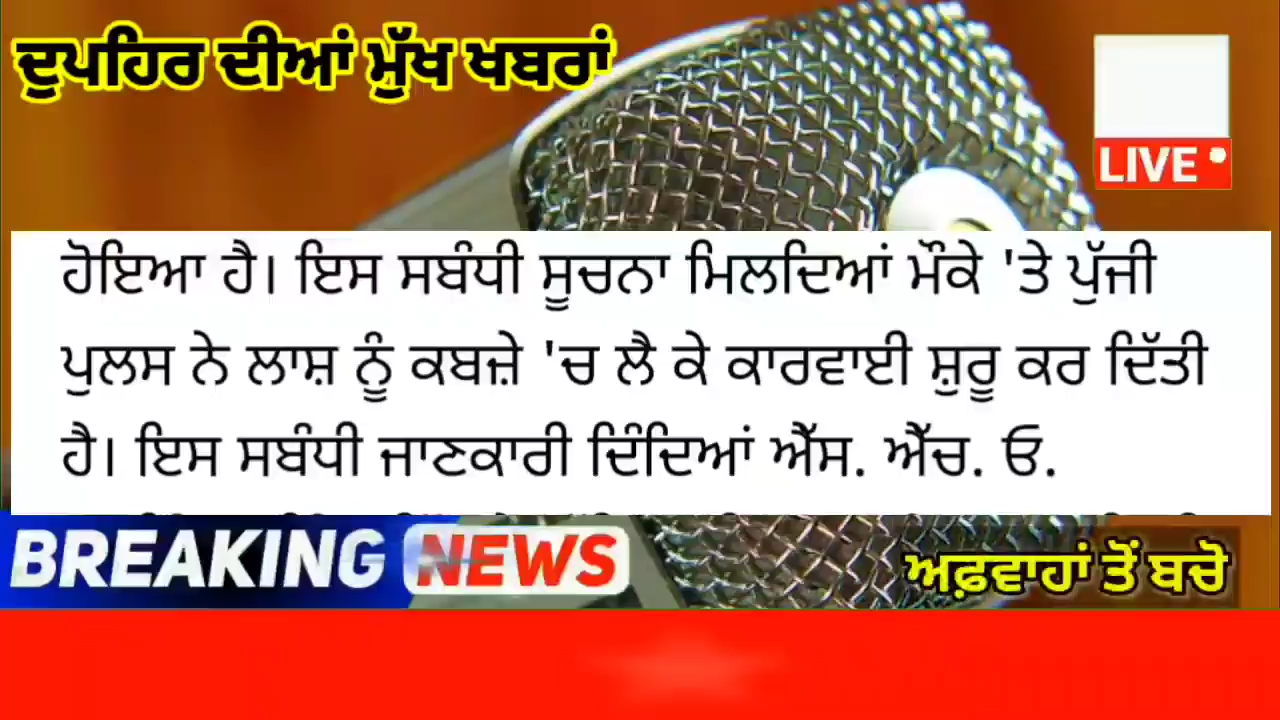 ਦੁਪਹਿਰ ਦੀਆਂ ਮੁੱਖ ਖਬਰਾਂ
LIVE
ਹੋਇਆ ਹੈ। ਇਸ ਸਬੰਧੀ ਸੂਚਨਾ ਮਿਲਦਿਆਂ ਮੌਕੇ 'ਤੇ ਪੁੱਜੀ
ਪੁਲਸ ਨੇ ਲਾਸ਼ ਨੂੰ ਕਬਜ਼ੇ 'ਚ ਲੈ ਕੇ ਕਾਰਵਾਈ ਸ਼ੁਰੂ ਕਰ ਦਿੱਤੀ
ਹੈ। ਇਸ ਸਬੰਧੀ ਜਾਣਕਾਰੀ ਦਿੰਦਿਆਂ ਐੱਸ. ਐੱਚ. ਓ.
BREAKING NEWS
ਅਫ਼ਵਾਹਾਂ ਤੋਂ ਬਚੋ